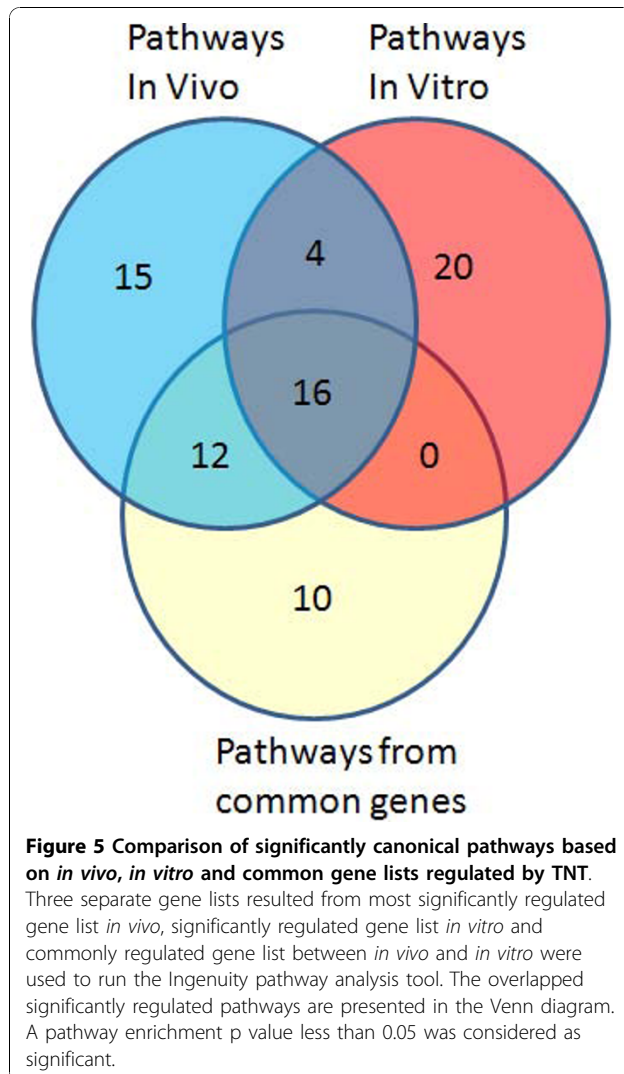 Pathways In Vivo
Pathways In Vitro
15
4
20
16
12
0
10
Pathways from
common genes
Figure 5 Comparison of significantly canonical pathways based
on in vivo, in vitro and common gene lists regulated by TNT.
Three separate gene lists resulted from most significantly regulated
gene list in vivo, significantly regulated gene list in vitro and
commonly regulated gene list between in vivo and in vitro were
used to run the Ingenuity pathway analysis tool. The overlapped
significantly regulated pathways are presented in the Venn diagram.
A pathway enrichment p value less than 0.05 was considered as
significant.